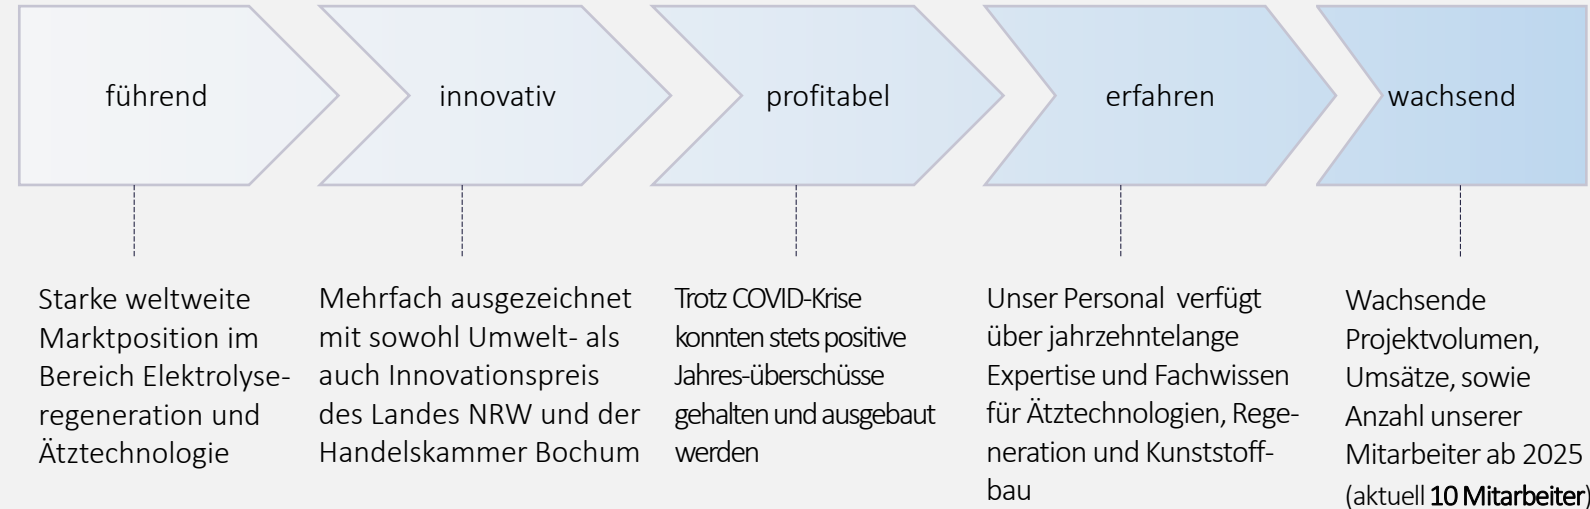 führend
innovativ
profitabel
erfahren
wachsend
Starke weltweite
Marktposition im
Bereich Elektrolyse-
regeneration und
Ätztechnologie
Mehrfach ausgezeichnet
mit sowohl Umwelt- als
auch Innovationspreis
des Landes NRW und der
Handelskammer Bochum
Trotz COVID-Krise
konnten stets positive
Jahres-überschüsse
gehalten und ausgebaut
werden
Unser Personal  verfügt
über jahrzehntelange
Expertise und Fachwissen
für Ätztechnologien, Rege-
neration und Kunststoff-
bau
Wachsende
Projektvolumen,
Umsätze, sowie
Anzahl unserer
Mitarbeiter ab 2025
(aktuell 10 Mitarbeiter)